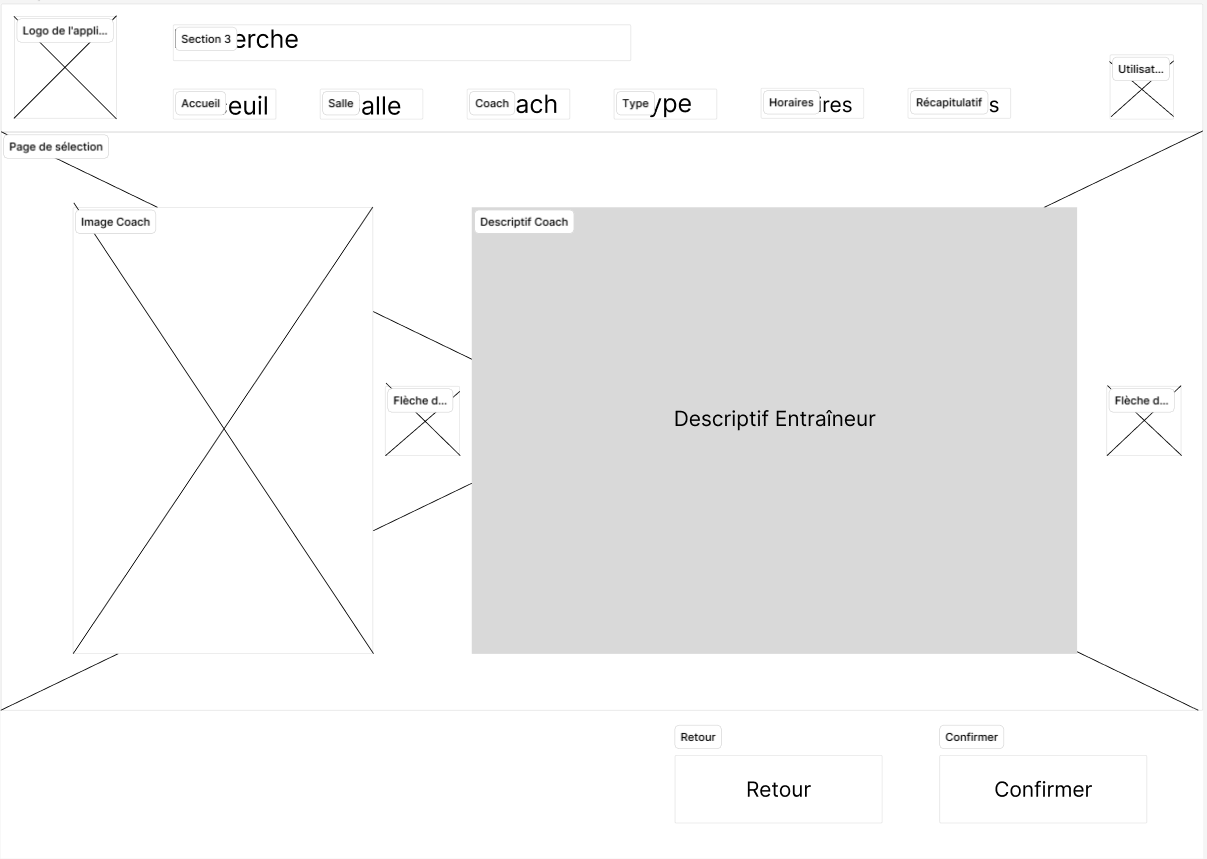 Logo de l'appli...
Section 3 erche
Utilisat...
Accueil euil
Salle alle
Coach ach
Type ype
Horaires ires
Récapitulatif s
Page de sélection
Image Coach
Descriptif Coach
Flèche d...
Descriptif Entraîneur
Flèche d...
Retour
Confirmer
Retour
Confirmer